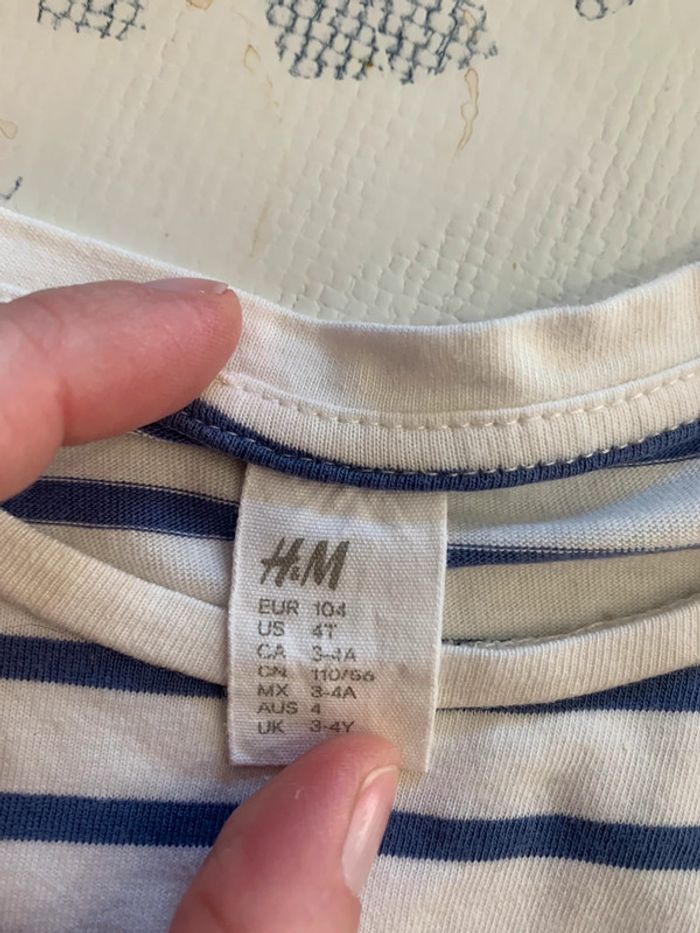 H&M
EUR 104
US 4T
CA 3-4A
CN 110/56
MX 3-4A
AUS 4
UK 3-4Y